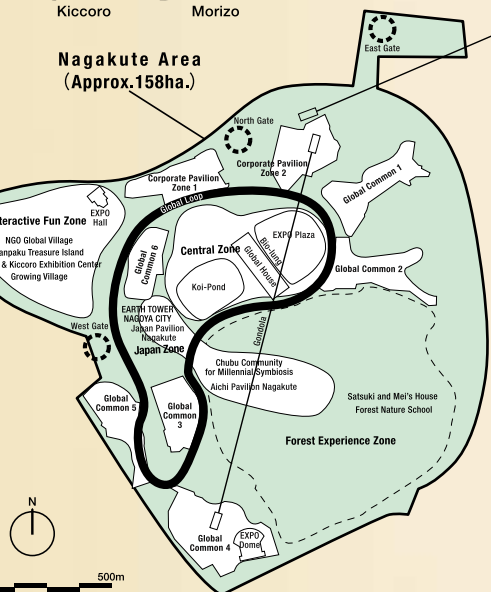 Kiccoro
Morizo
Nagakute Area
(Approx.158ha.)
East Gate
North Gate
Corporate Pavilion
Zone 2
Corporate Pavilion
Zone 1
Global Common 1
Global Loop
teractive Fun Zone
EXPO
Hall
NGO Global Village
anpaku Treasure Island
& Kiccoro Exhibition Center
Growing Village
Global
Common 6
Central Zone
EXPO Plaza
Bio-lung
Global House
Koi-Pond
Global Common 2
EARTH TOWER
NAGOYA CITY
Japan Pavilion
Nagakute
Japan Zone
West Gate
Gondola
Chubu Community
for Millennial Symbiosis
Aichi Pavilion Nagakute
Satsuki and Mei's House
Forest Nature School
Forest Experience Zone
Global
Common 5
Global
Common
3
Global
Common 4
EXPO
Dome
N
500m